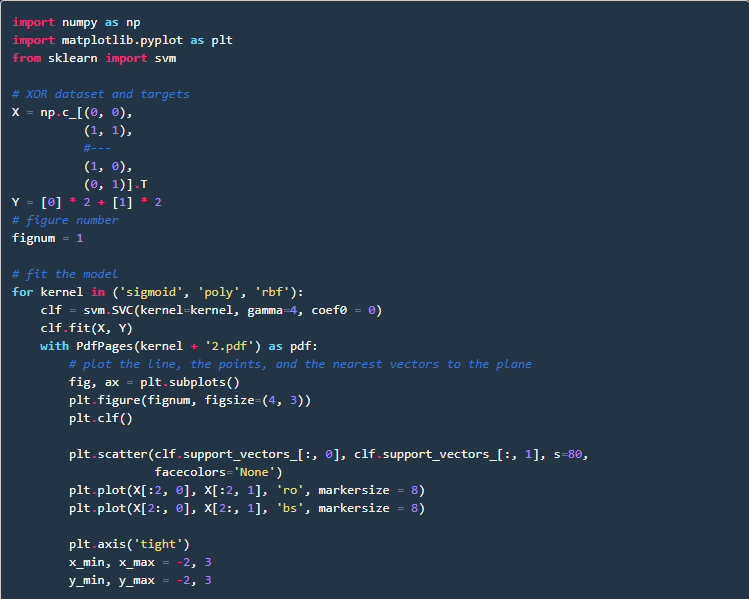 import numpy as np
import matplotlib.pyplot as plt
from sklearn import svm
# XOR dataset and targets
X = np.c_[(0, 0),
(1, 1),
#---
(1, 0),
(0, 1)].T
Y = [0] * 2 + [1] * 2
# figure number
fignum = 1
# fit the model
for kernel in ('sigmoid', 'poly', 'rbf'):
clf = svm.SVC(kernel=kernel, gamma=4, coef0 = 0)
clf.fit(X, Y)
with PdfPages(kernel + '2.pdf') as pdf:
# plot the line, the points, and the nearest vectors to the plane
fig, ax = plt.subplots()
plt.figure(fignum, figsize=(4, 3))
plt.clf()
plt.scatter(clf.support_vectors_[:, 0], clf.support_vectors_[:, 1], s=80,
facecolors='None')
plt.plot(X[:2, 0], X[:2, 1], 'ro', markersize = 8)
plt.plot(X[2:, 0], X[2:, 1], 'bs', markersize = 8)
plt.axis('tight')
x_min, x_max = -2, 3
y_min, y_max = -2, 3